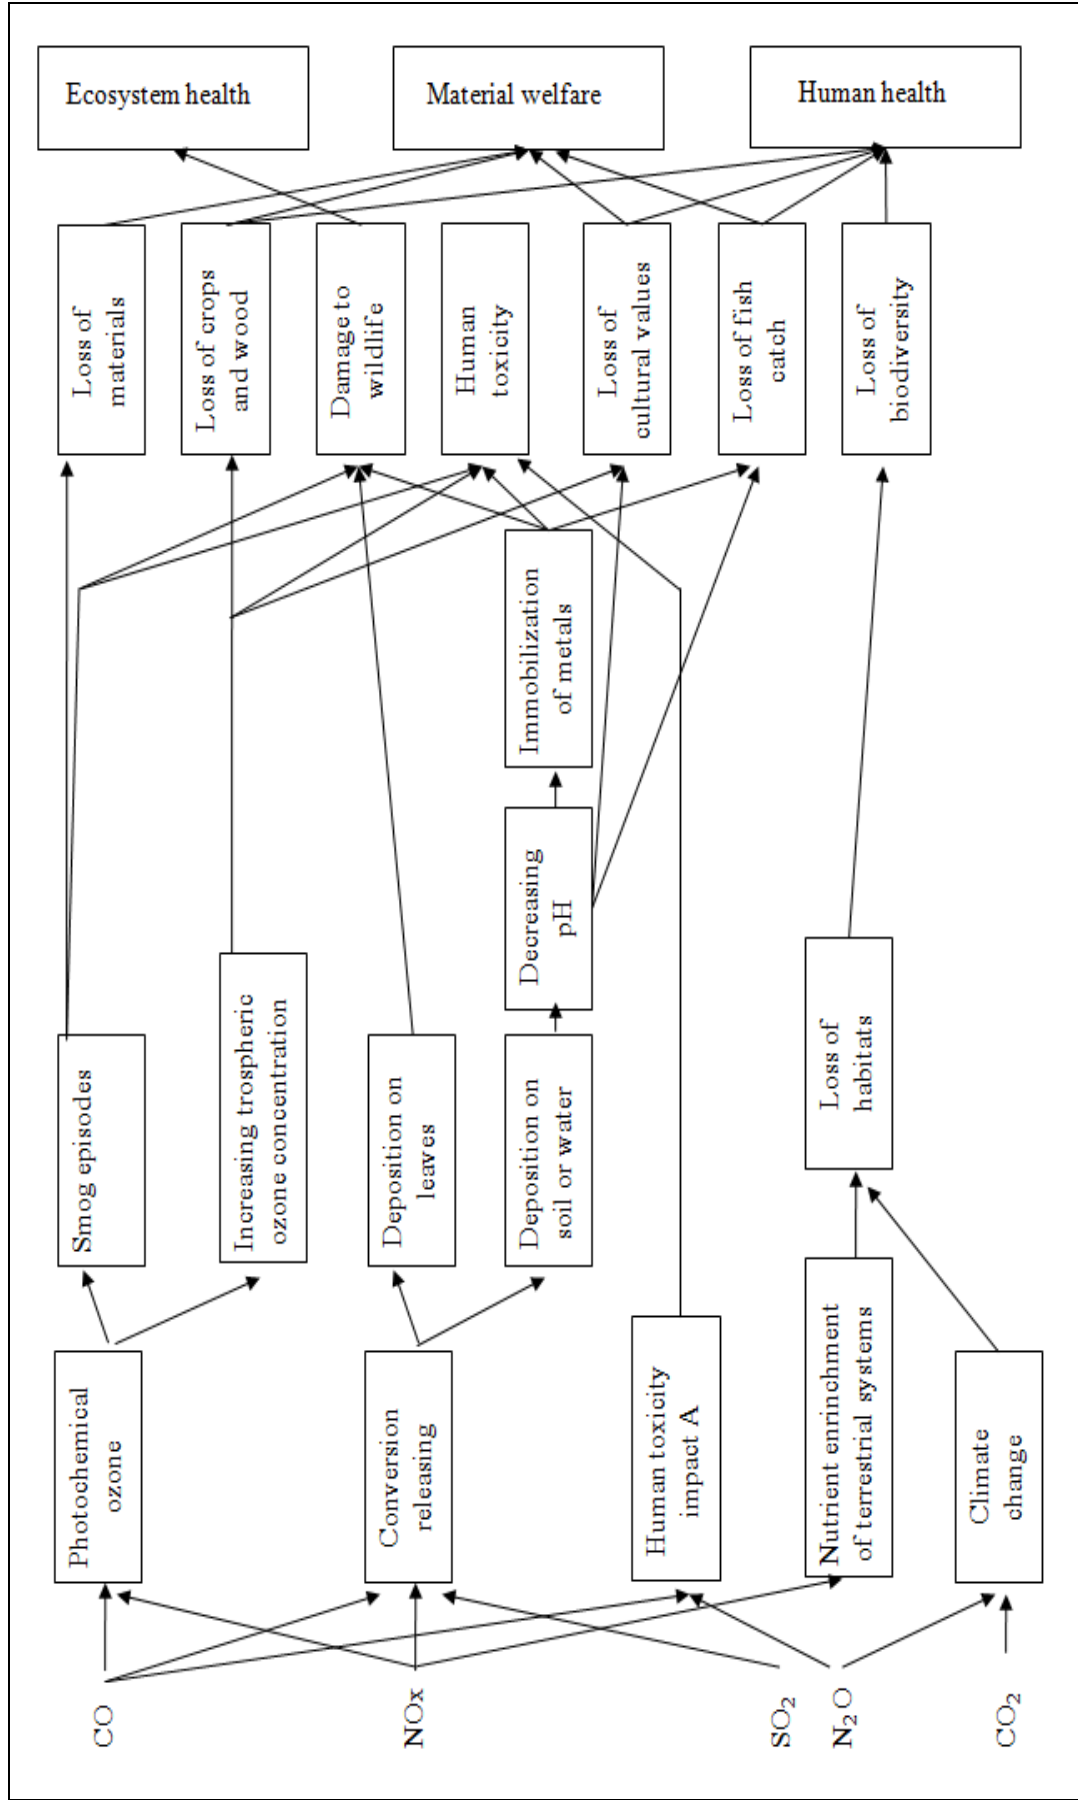 Ecosystem health
Material welfare
Human health
Loss of
materials
Loss of crops
and wood
Damage to
wildlife
Human
toxicity
Loss of
cultural values
Loss of fish
catch
Loss of
biodiversity
Immobilization
of metals
Decreasing
pH
Smog episodes
Increasing trospheric
ozone concentration
Deposition on
leaves
Deposition on
soil or water
Loss of
habitats
Photochemical
ozone
Conversion
releasing
Human toxicity
impact A
Nutrient enrinchment
of terrestrial systems
Climate
change
CO
NOx
SO2
N2O
CO2